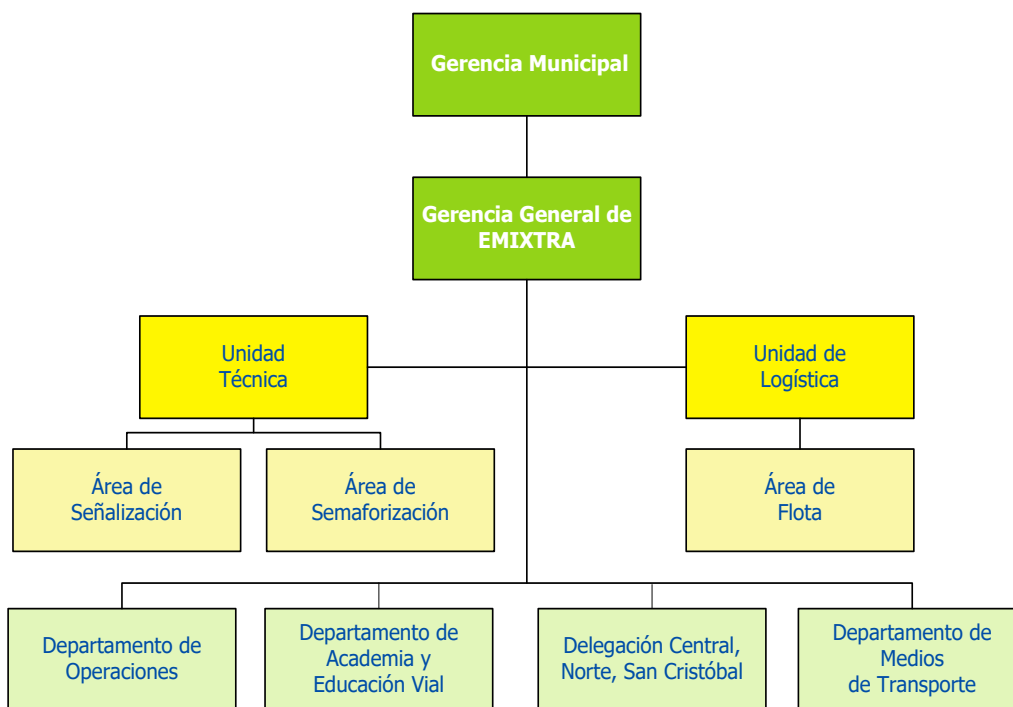 Gerencia Municipal
Gerencia General de
EMIXTRA
Unidad
Técnica
Unidad de
Logística
Área de
Señalización
Área de
Semaforización
Área de
Flota
Departamento de
Operaciones
Departamento de
Academia y
Educación Vial
Delegación Central,
Norte, San Cristóbal
Departamento de
Medios
de Transporte